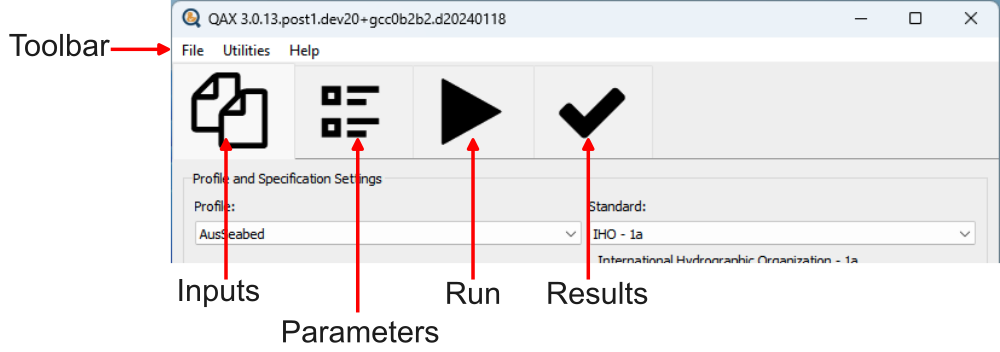 QAX 3.0.13.post1.dev20+gcc0b2b2.d20240118
Toolbar
File Utilities Help
Profile and Specification Settings
Profile: Standard:
AusSeabed IHO - 1a
International Hydrographic Organization - 1a
Inputs Run Results
Parameters